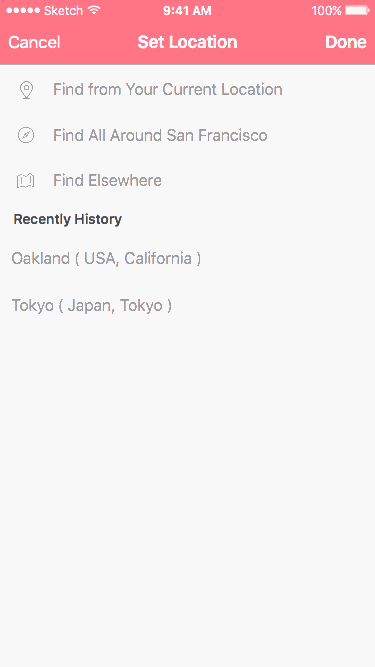 Sketch 9:41 AM 100%
Cancel Set Location Done
Find from Your Current Location
Find All Around San Francisco
Find Elsewhere
Recently History
Oakland ( USA, California )
Tokyo ( Japan, Tokyo )